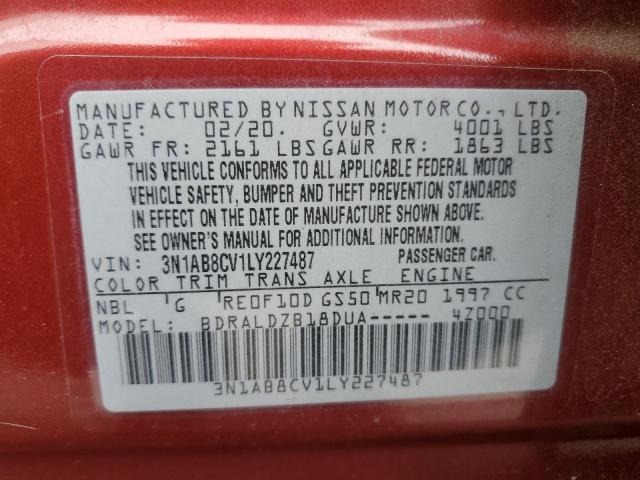 MANUFACTURED BY NISSAN MOTOR CO., LTD.
DATE: 02/20. GVWR: 4001 LBS
GAWR FR: 2161 LBS GAWR RR: 1863 LBS
THIS VEHICLE CONFORMS TO ALL APPLICABLE FEDERAL MOTOR
VEHICLE SAFETY, BUMPER AND THEFT PREVENTION STANDARDS
IN EFFECT ON THE DATE OF MANUFACTURE SHOWN ABOVE.
SEE OWNER'S MANUAL FOR ADDITIONAL INFORMATION.
VIN: 3N1AB8CV1LY227487 PASSENGER CAR.
COLOR TRIM TRANS AXLE ENGINE
NBL 'G 'RE0F10D GS50 'MR20 1997 CC
MODEL: BDRALDZB18DUA----- 4Z000
3N1AB8CV1LY227487